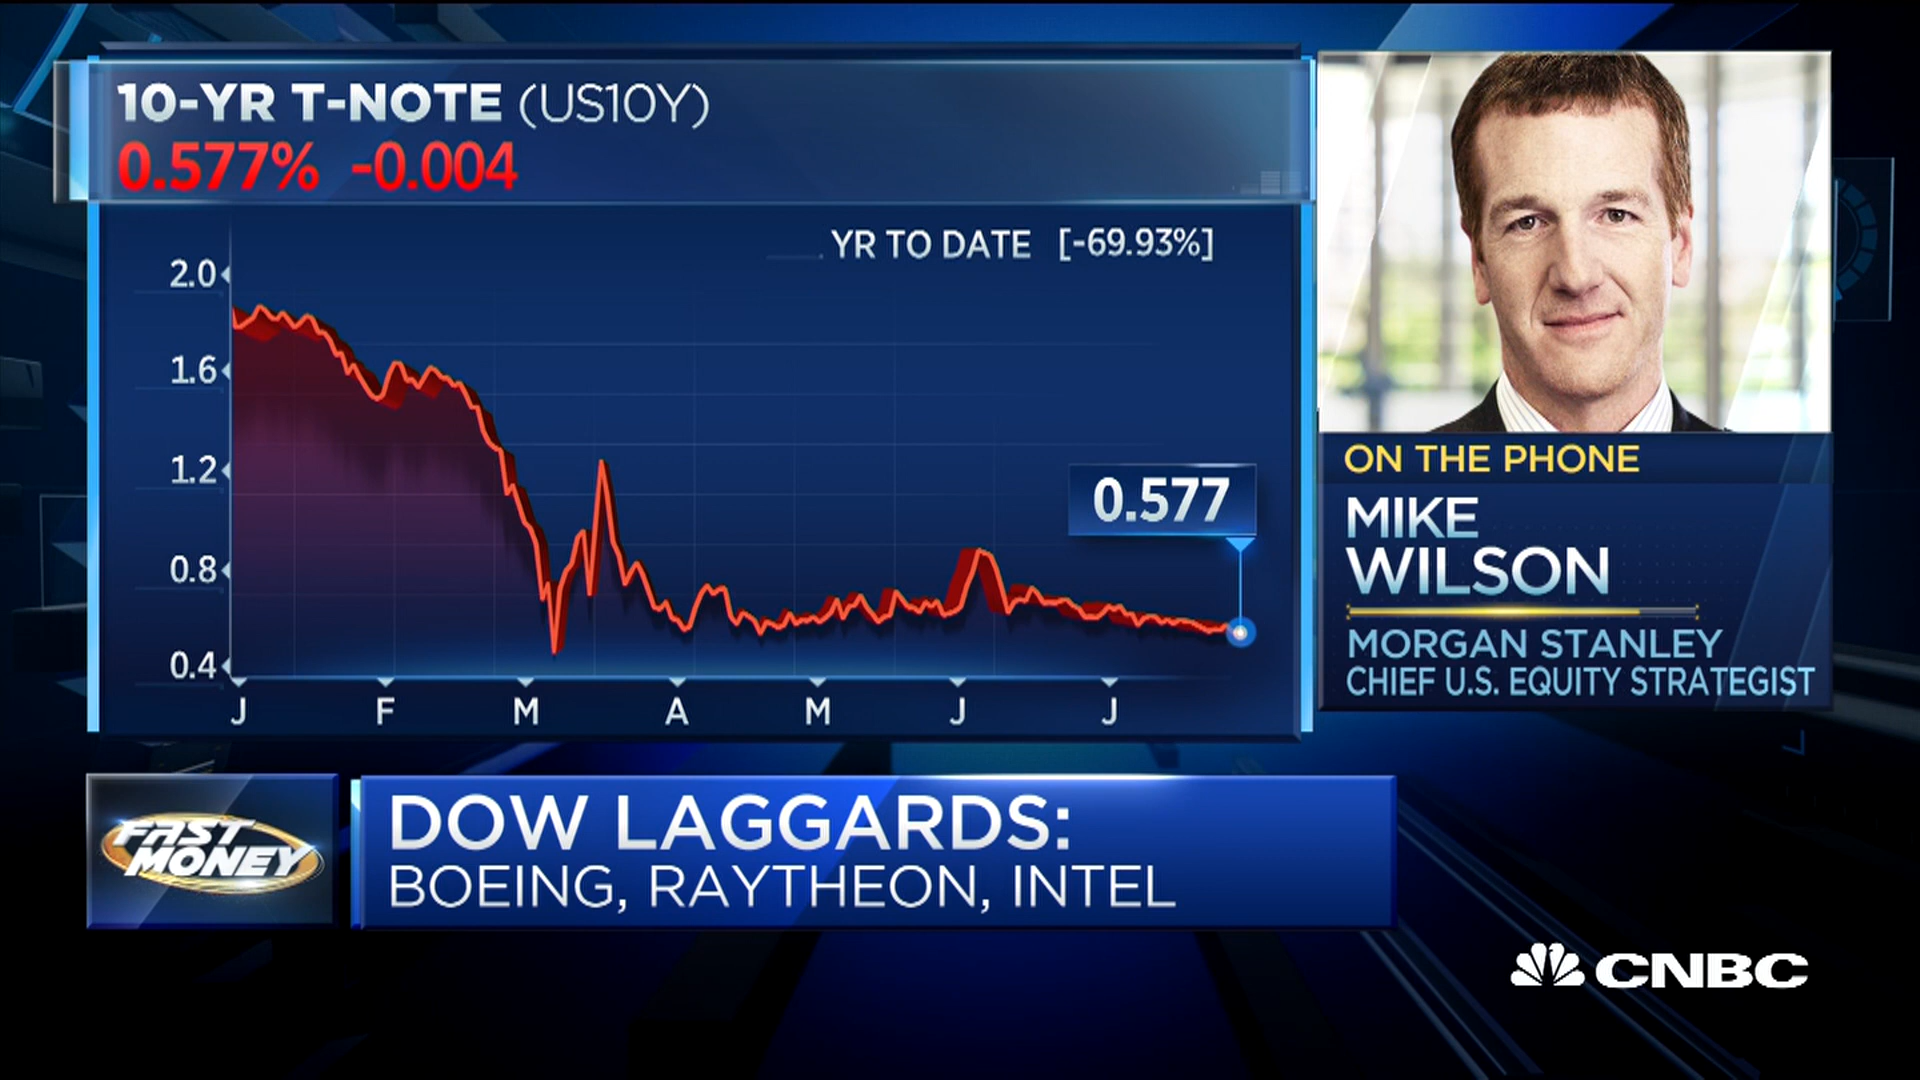 10-YR T-NOTE (US10Y)
0.577% -0.004
YR TO DATE [-69.93%]
2.0
1.6
1.2
0.8
0.4
0.577
J F M A M J J
ON THE PHONE
MIKE
WILSON
MORGAN STANLEY
CHIEF U.S. EQUITY STRATEGIST
FAST
MONEY
DOW LAGGARDS:
BOEING, RAYTHEON, INTEL
CNBC